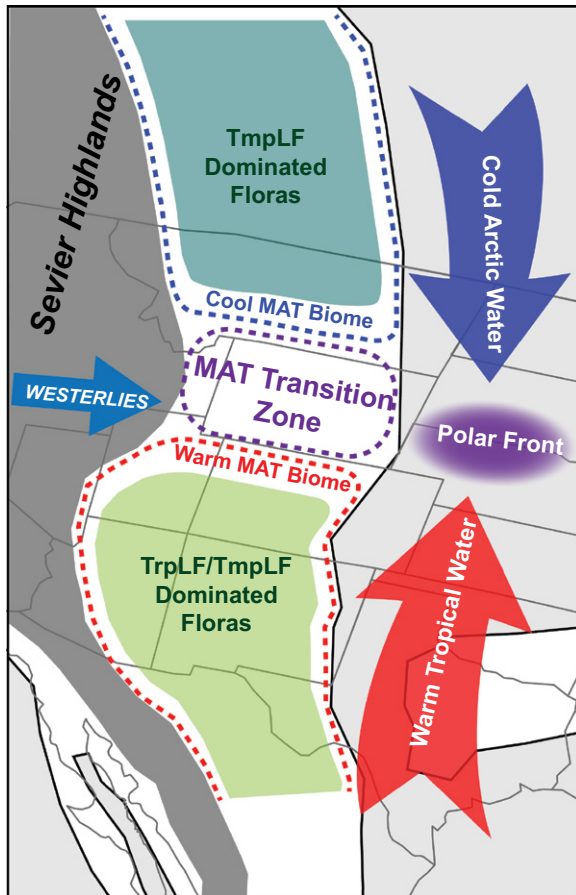 Sevier Highlands
TmpLF
Dominated
Floras
Cold Arctic Water
Cool MAT Biome
WESTERLIES
MAT Transition
Zone
Polar Front
Warm MAT Biome
TrpLF/TmpLF
Dominated
Floras
Warm Tropical Water